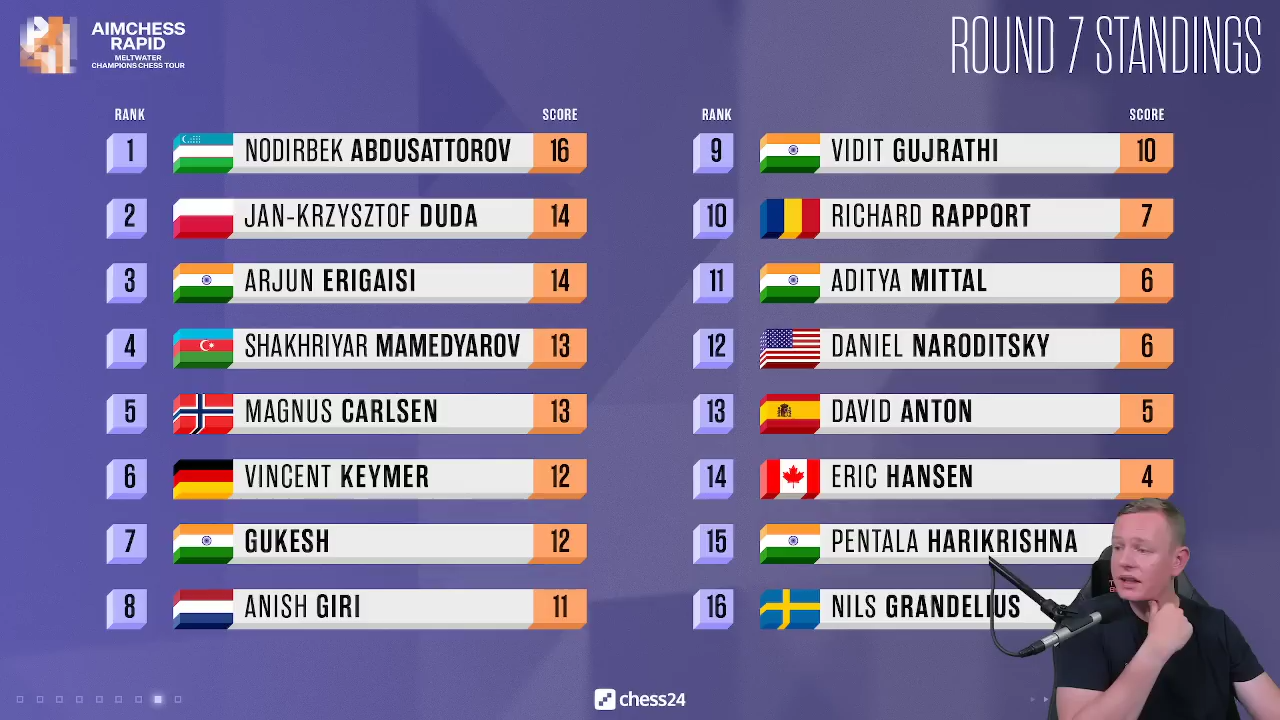 AIMCHESS
RAPID
MELTWATER
CHAMPIONS CHESS TOUR
ROUND 7 STANDINGS
RANK SCORE
1 NODIRBEK ABDUSATTOROV 16
2 JAN-KRZYSZTOF DUDA 14
3 ARJUN ERIGAISI 14
4 SHAKHRIYAR MAMEDYAROV 13
5 MAGNUS CARLSEN 13
6 VINCENT KEYMER 12
7 GUKESH 12
8 ANISH GIRI 11
RANK SCORE
9 VIDIT GUJRATHI 10
10 RICHARD RAPPORT 7
11 ADITYA MITTAL 6
12 DANIEL NARODITSKY 6
13 DAVID ANTON 5
14 ERIC HANSEN 4
15 PENTALA HARIKRISHNA
16 NILS GRANDELIUS
chess24